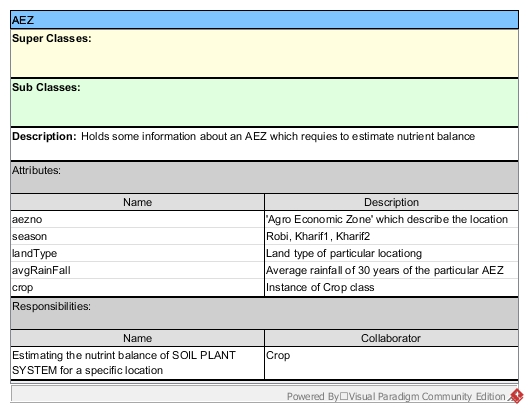 AEZ
Super Classes:
Sub Classes:
Description: Holds some information about an AEZ which requies to estimate nutrient balance
Attributes:
Name Description
aezno 'Agro Economic Zone' which describe the location
season Robi, Kharif1, Kharif2
landType Land type of particular locationg
avgRainFall Average rainfall of 30 years of the particular AEZ
crop Instance of Crop class
Responsibilities:
Name Collaborator
Estimating the nutrint balance of SOIL PLANT Crop
SYSTEM for a specific location
Powered By□Visual Paradigm Community Edition